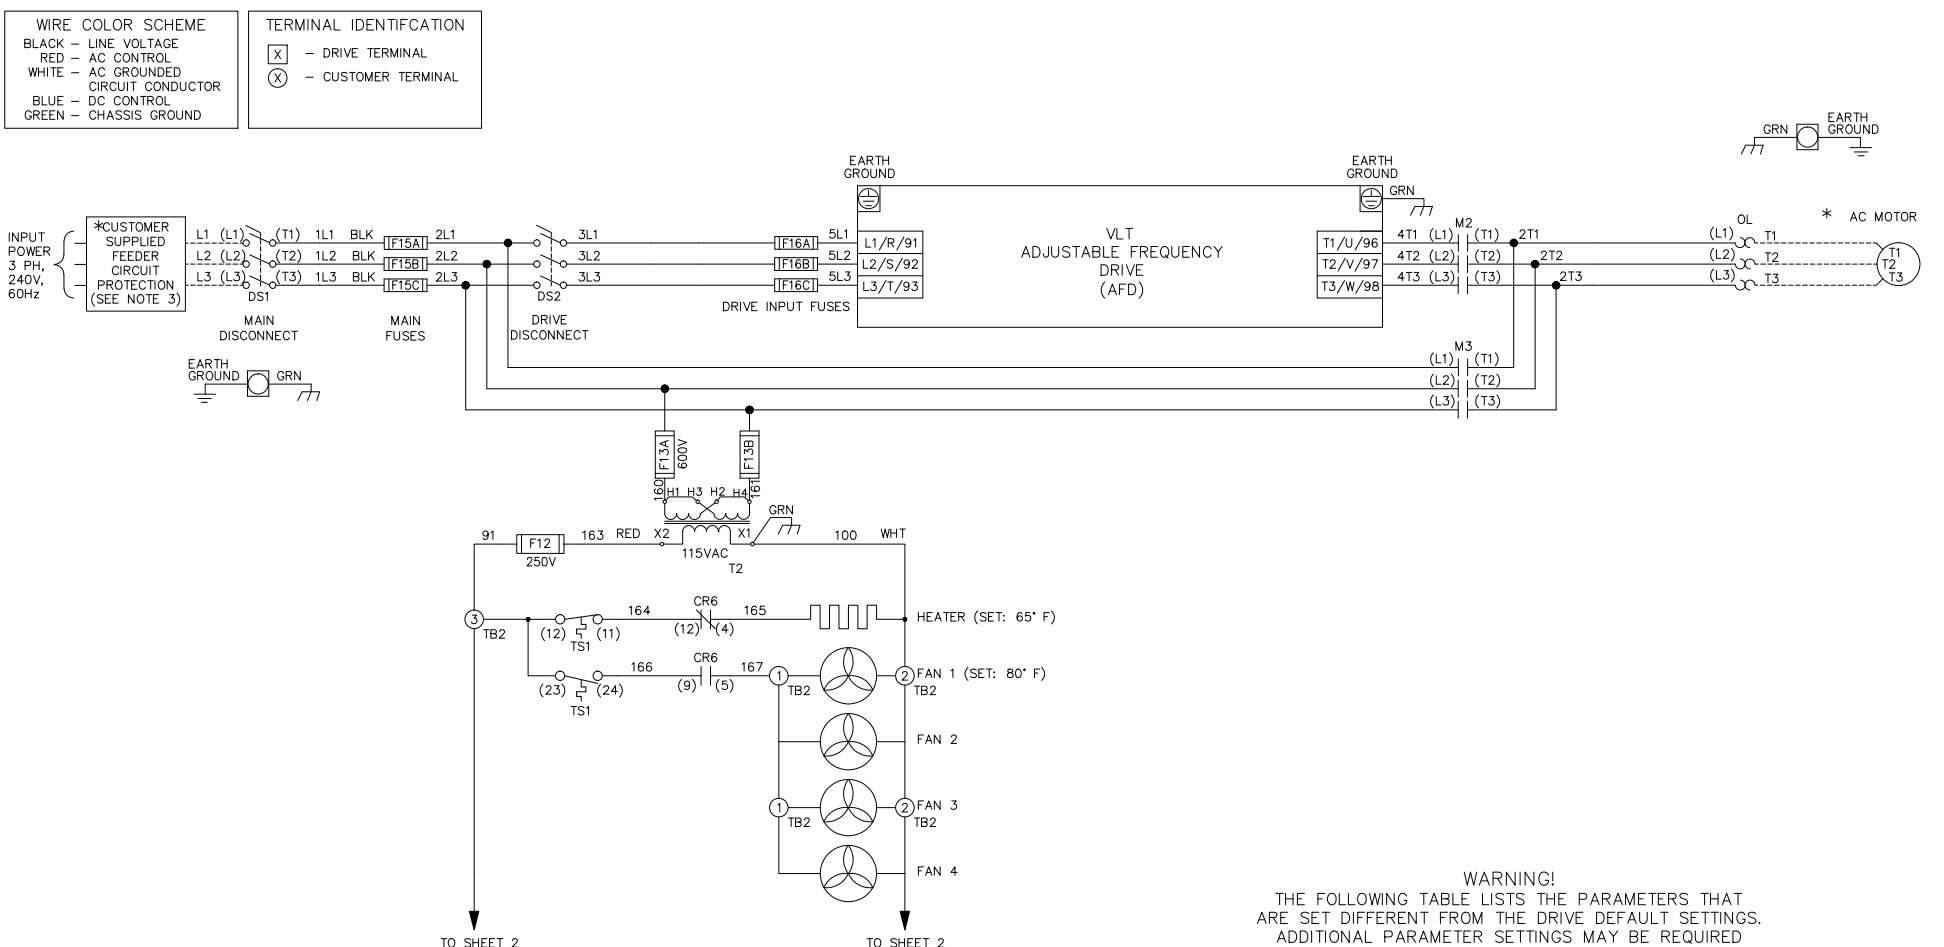 WIRE COLOR SCHEME
BLACK – LINE VOLTAGE
RED – AC CONTROL
WHITE – AC GROUNDED
CIRCUIT CONDUCTOR
BLUE – DC CONTROL
GREEN – CHASSIS GROUND
TERMINAL IDENTIFCATION
X – DRIVE TERMINAL
X – CUSTOMER TERMINAL
GRN
EARTH
GROUND
EARTH
GROUND
EARTH
GROUND
GRN
INPUT
POWER
3 PH,
240V,
60Hz
*CUSTOMER
SUPPLIED
FEEDER
CIRCUIT
PROTECTION
(SEE NOTE 3)
L1 (L1) (T1) 1L1 BLK F15A 2L1 3L1 F16A 5L1 L1/R/91
L2 (L2) (T2) 1L2 BLK F15B 2L2 3L2 F16B 5L2 L2/S/92
L3 (L3) (T3) 1L3 BLK F15C 2L3 3L3 F16C 5L3 L3/T/93
DS1
DS2
MAIN
DISCONNECT
MAIN
FUSES
DRIVE
DISCONNECT
DRIVE INPUT FUSES
VLT
ADJUSTABLE FREQUENCY
DRIVE
(AFD)
M2
OL
* AC MOTOR
T1/U/96 4T1 (L1) (T1) 2T1 (L1) T1
T2/V/97 4T2 (L2) (T2) 2T2 (L2) T2
T3/W/98 4T3 (L3) (T3) 2T3 (L3) T3
T1
T2
T3
M3
(L1) (T1)
(L2) (T2)
(L3) (T3)
EARTH
GROUND
GRN
F13A
600V
F13B
160
161
H1 H3 H2 H4
GRN
91 F12 163 RED X2 X1 100 WHT
250V
115VAC
T2
3
TB2
(12) (11)
TS1
164
CR6
(12) (4)
165
HEATER (SET: 65° F)
(23) (24)
TS1
166
CR6
(9) (5)
167
1
TB2
2
TB2
FAN 1 (SET: 80° F)
FAN 2
1
TB2
2
TB2
FAN 3
FAN 4
TO SHEET 2
TO SHEET 2
WARNING!
THE FOLLOWING TABLE LISTS THE PARAMETERS THAT
ARE SET DIFFERENT FROM THE DRIVE DEFAULT SETTINGS.
ADDITIONAL PARAMETER SETTINGS MAY BE REQUIRED